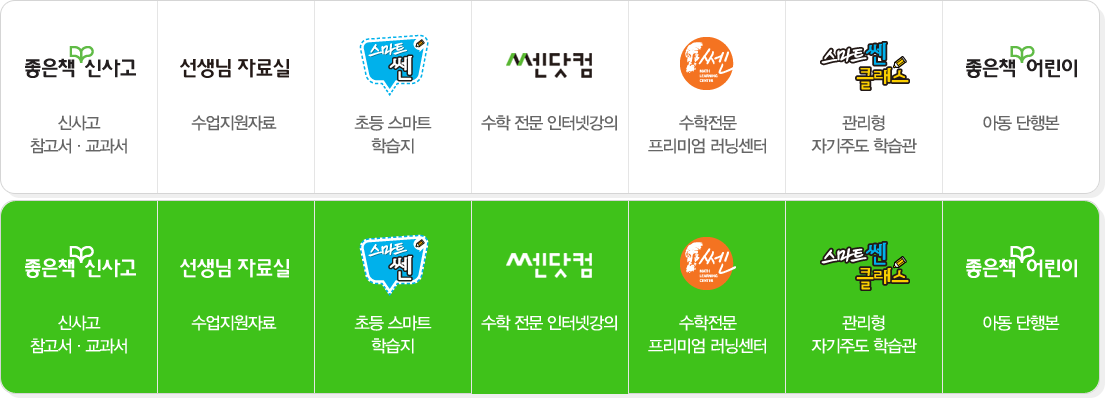 좋은책 신사고
신사고
참고서 · 교과서
선생님 자료실
수업지원자료
스마트
쎈
초등 스마트
학습지
쎈닷컴
수학 전문 인터넷강의
쎈
MATH
LEARNING
CENTER
수학전문
프리미엄 러닝센터
스마트 쎈
클래스
관리형
자기주도 학습관
좋은책 어린이
아동 단행본
좋은책 신사고
신사고
참고서 · 교과서
선생님 자료실
수업지원자료
스마트
쎈
초등 스마트
학습지
쎈닷컴
수학 전문 인터넷강의
쎈
MATH
LEARNING
CENTER
수학전문
프리미엄 러닝센터
스마트 쎈
클래스
관리형
자기주도 학습관
좋은책 어린이
아동 단행본